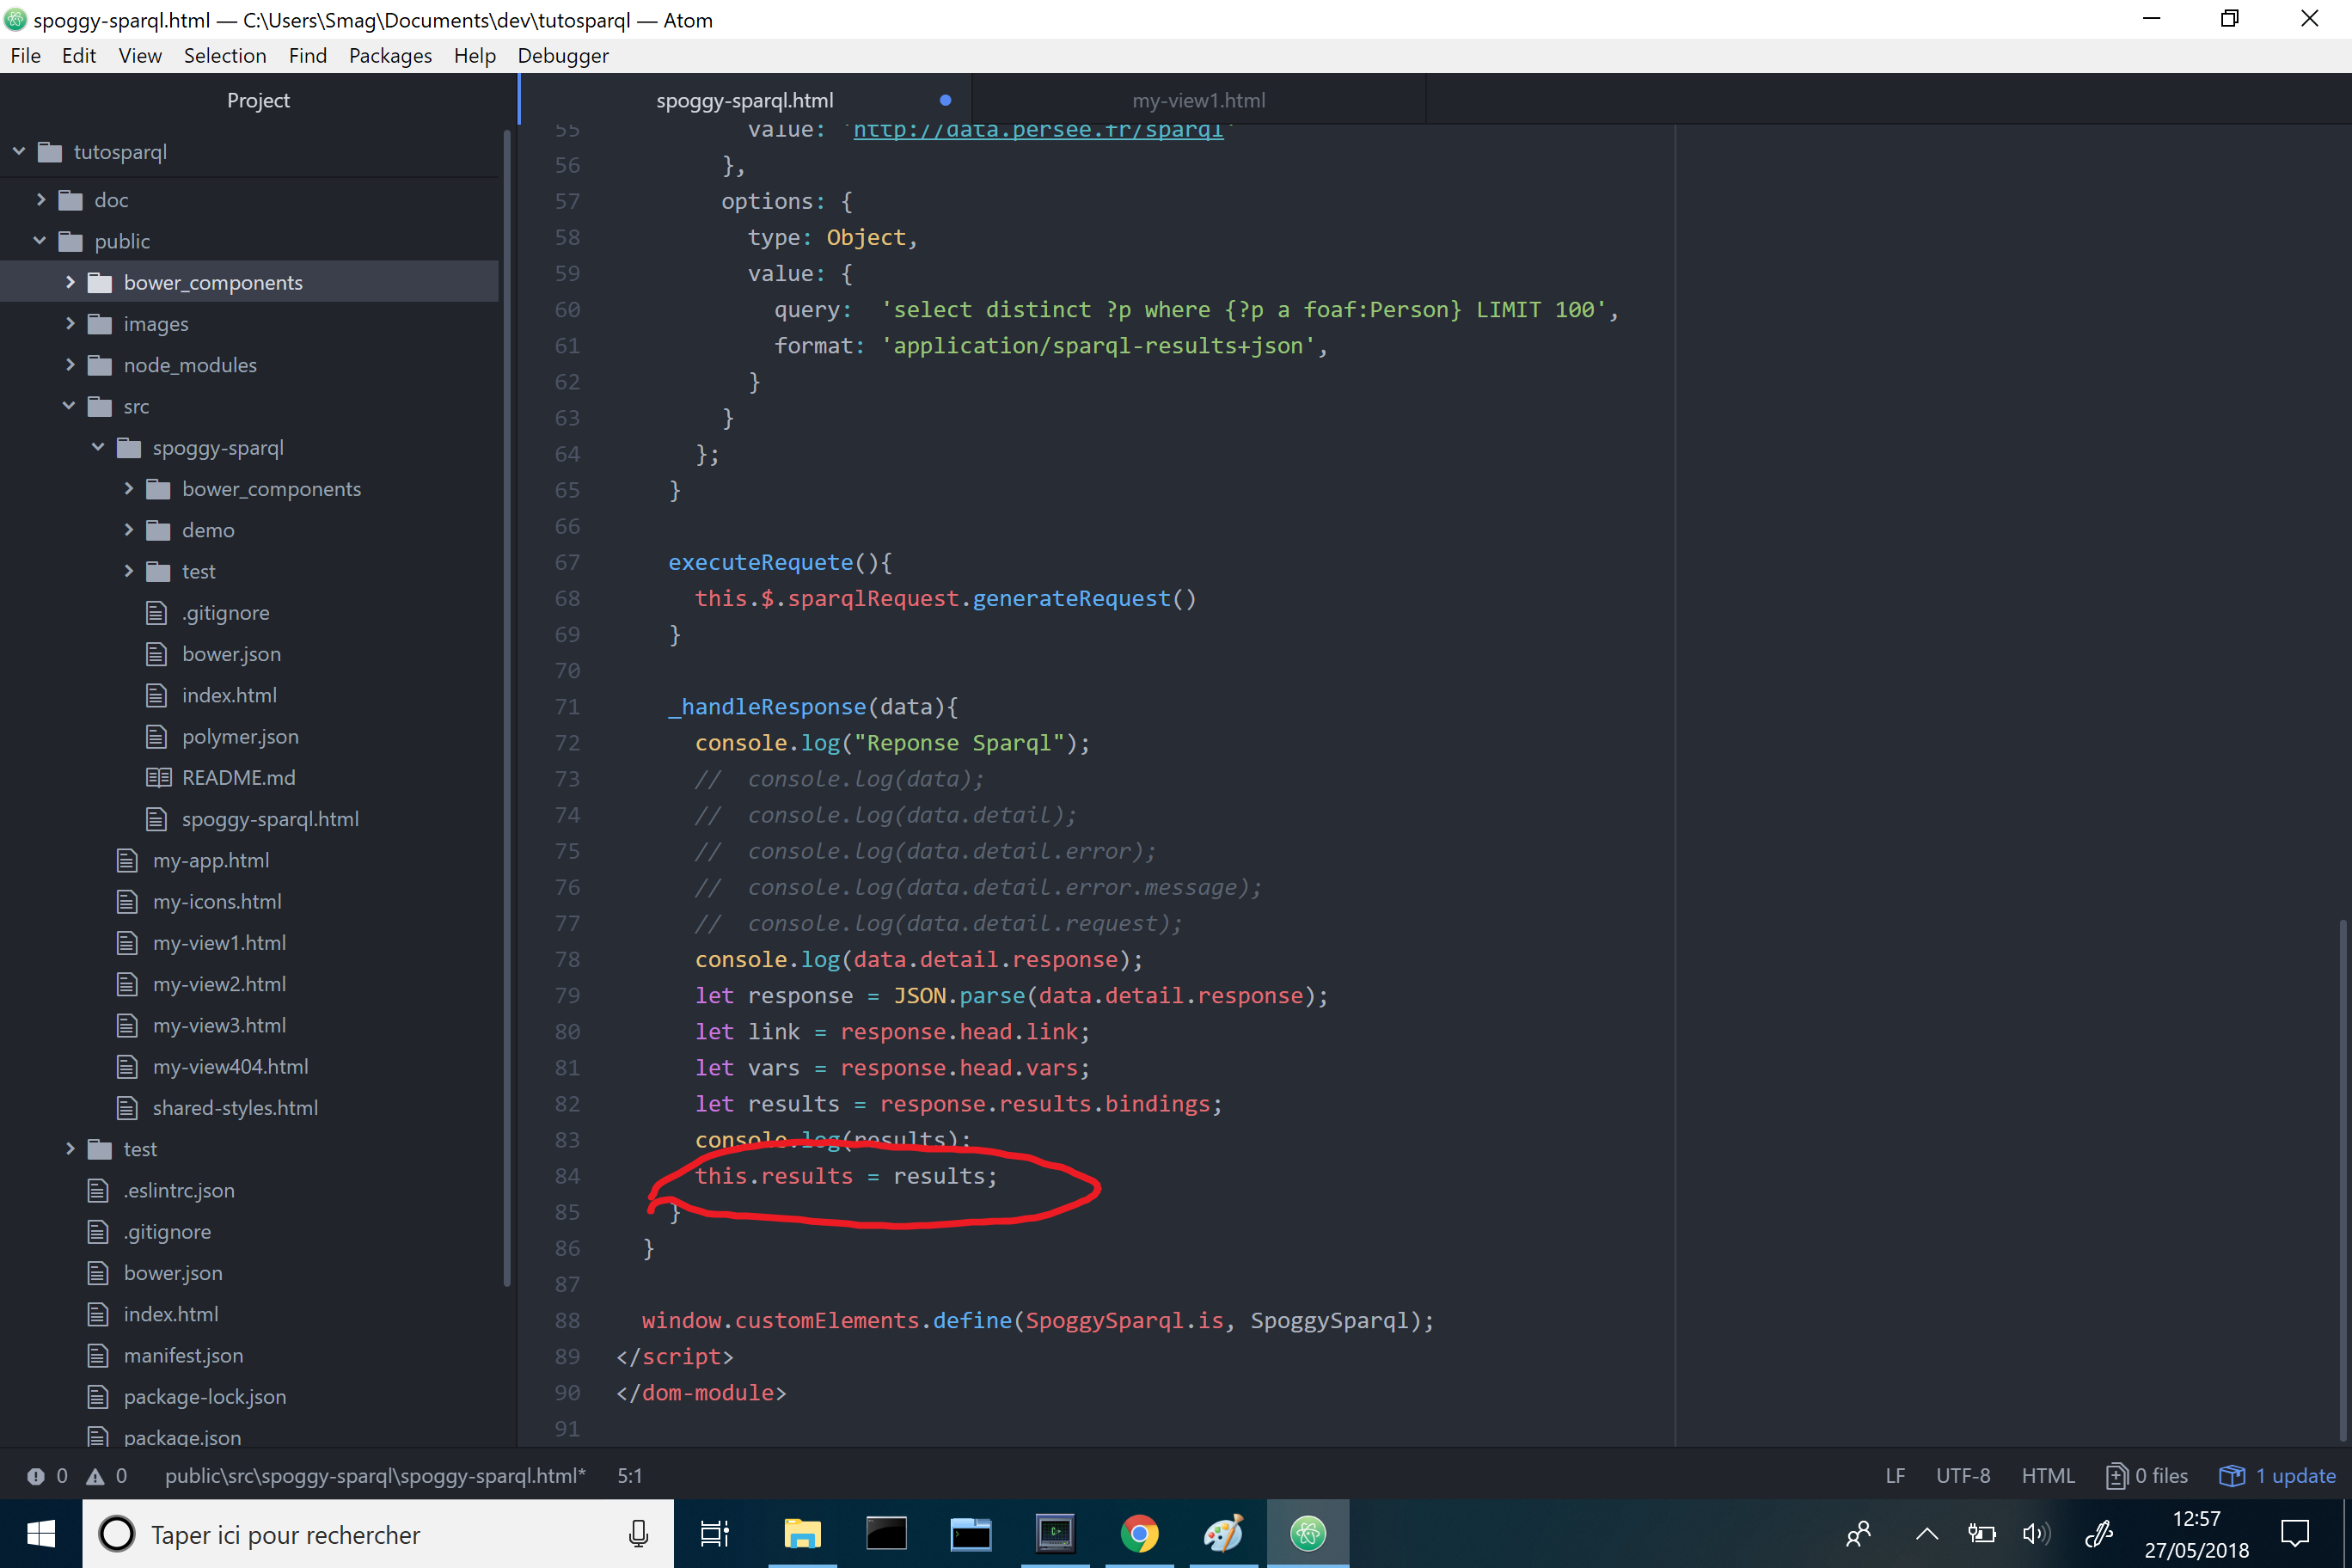 spoggy-sparql.html — C:\Users\Smag\Documents\dev\tutosparql — Atom
File Edit View Selection Find Packages Help Debugger
Project
tutosparql
doc
public
bower_components
images
node_modules
src
spoggy-sparql
bower_components
demo
test
.gitignore
bower.json
index.html
polymer.json
README.md
spoggy-sparql.html
my-app.html
my-icons.html
my-view1.html
my-view2.html
my-view3.html
my-view404.html
shared-styles.html
test
.eslintrc.json
.gitignore
bower.json
index.html
manifest.json
package-lock.json
package.json
spoggy-sparql.html my-view1.html
55 value: 'http://data.persee.fr/sparql'
56 },
57 options: {
58 type: Object,
59 value: {
60 query:  'select distinct ?p where {?p a foaf:Person} LIMIT 100',
61 format: 'application/sparql-results+json',
62 }
63 }
64 };
65 }
66
67 executeRequete(){
68 this.$.sparqlRequest.generateRequest()
69 }
70
71 _handleResponse(data){
72 console.log("Reponse Sparql");
73 //  console.log(data);
74 //  console.log(data.detail);
75 //  console.log(data.detail.error);
76 //  console.log(data.detail.error.message);
77 //  console.log(data.detail.request);
78 console.log(data.detail.response);
79 let response = JSON.parse(data.detail.response);
80 let link = response.head.link;
81 let vars = response.head.vars;
82 let results = response.results.bindings;
83 console.log(results);
84 this.results = results;
85 }
86 }
87
88 window.customElements.define(SpoggySparql.is, SpoggySparql);
89 </script>
90 </dom-module>
91
0 0 public\src\spoggy-sparql\spoggy-sparql.html* 5:1 LF UTF-8 HTML 0 files 1 update
Taper ici pour rechercher
12:57
27/05/2018